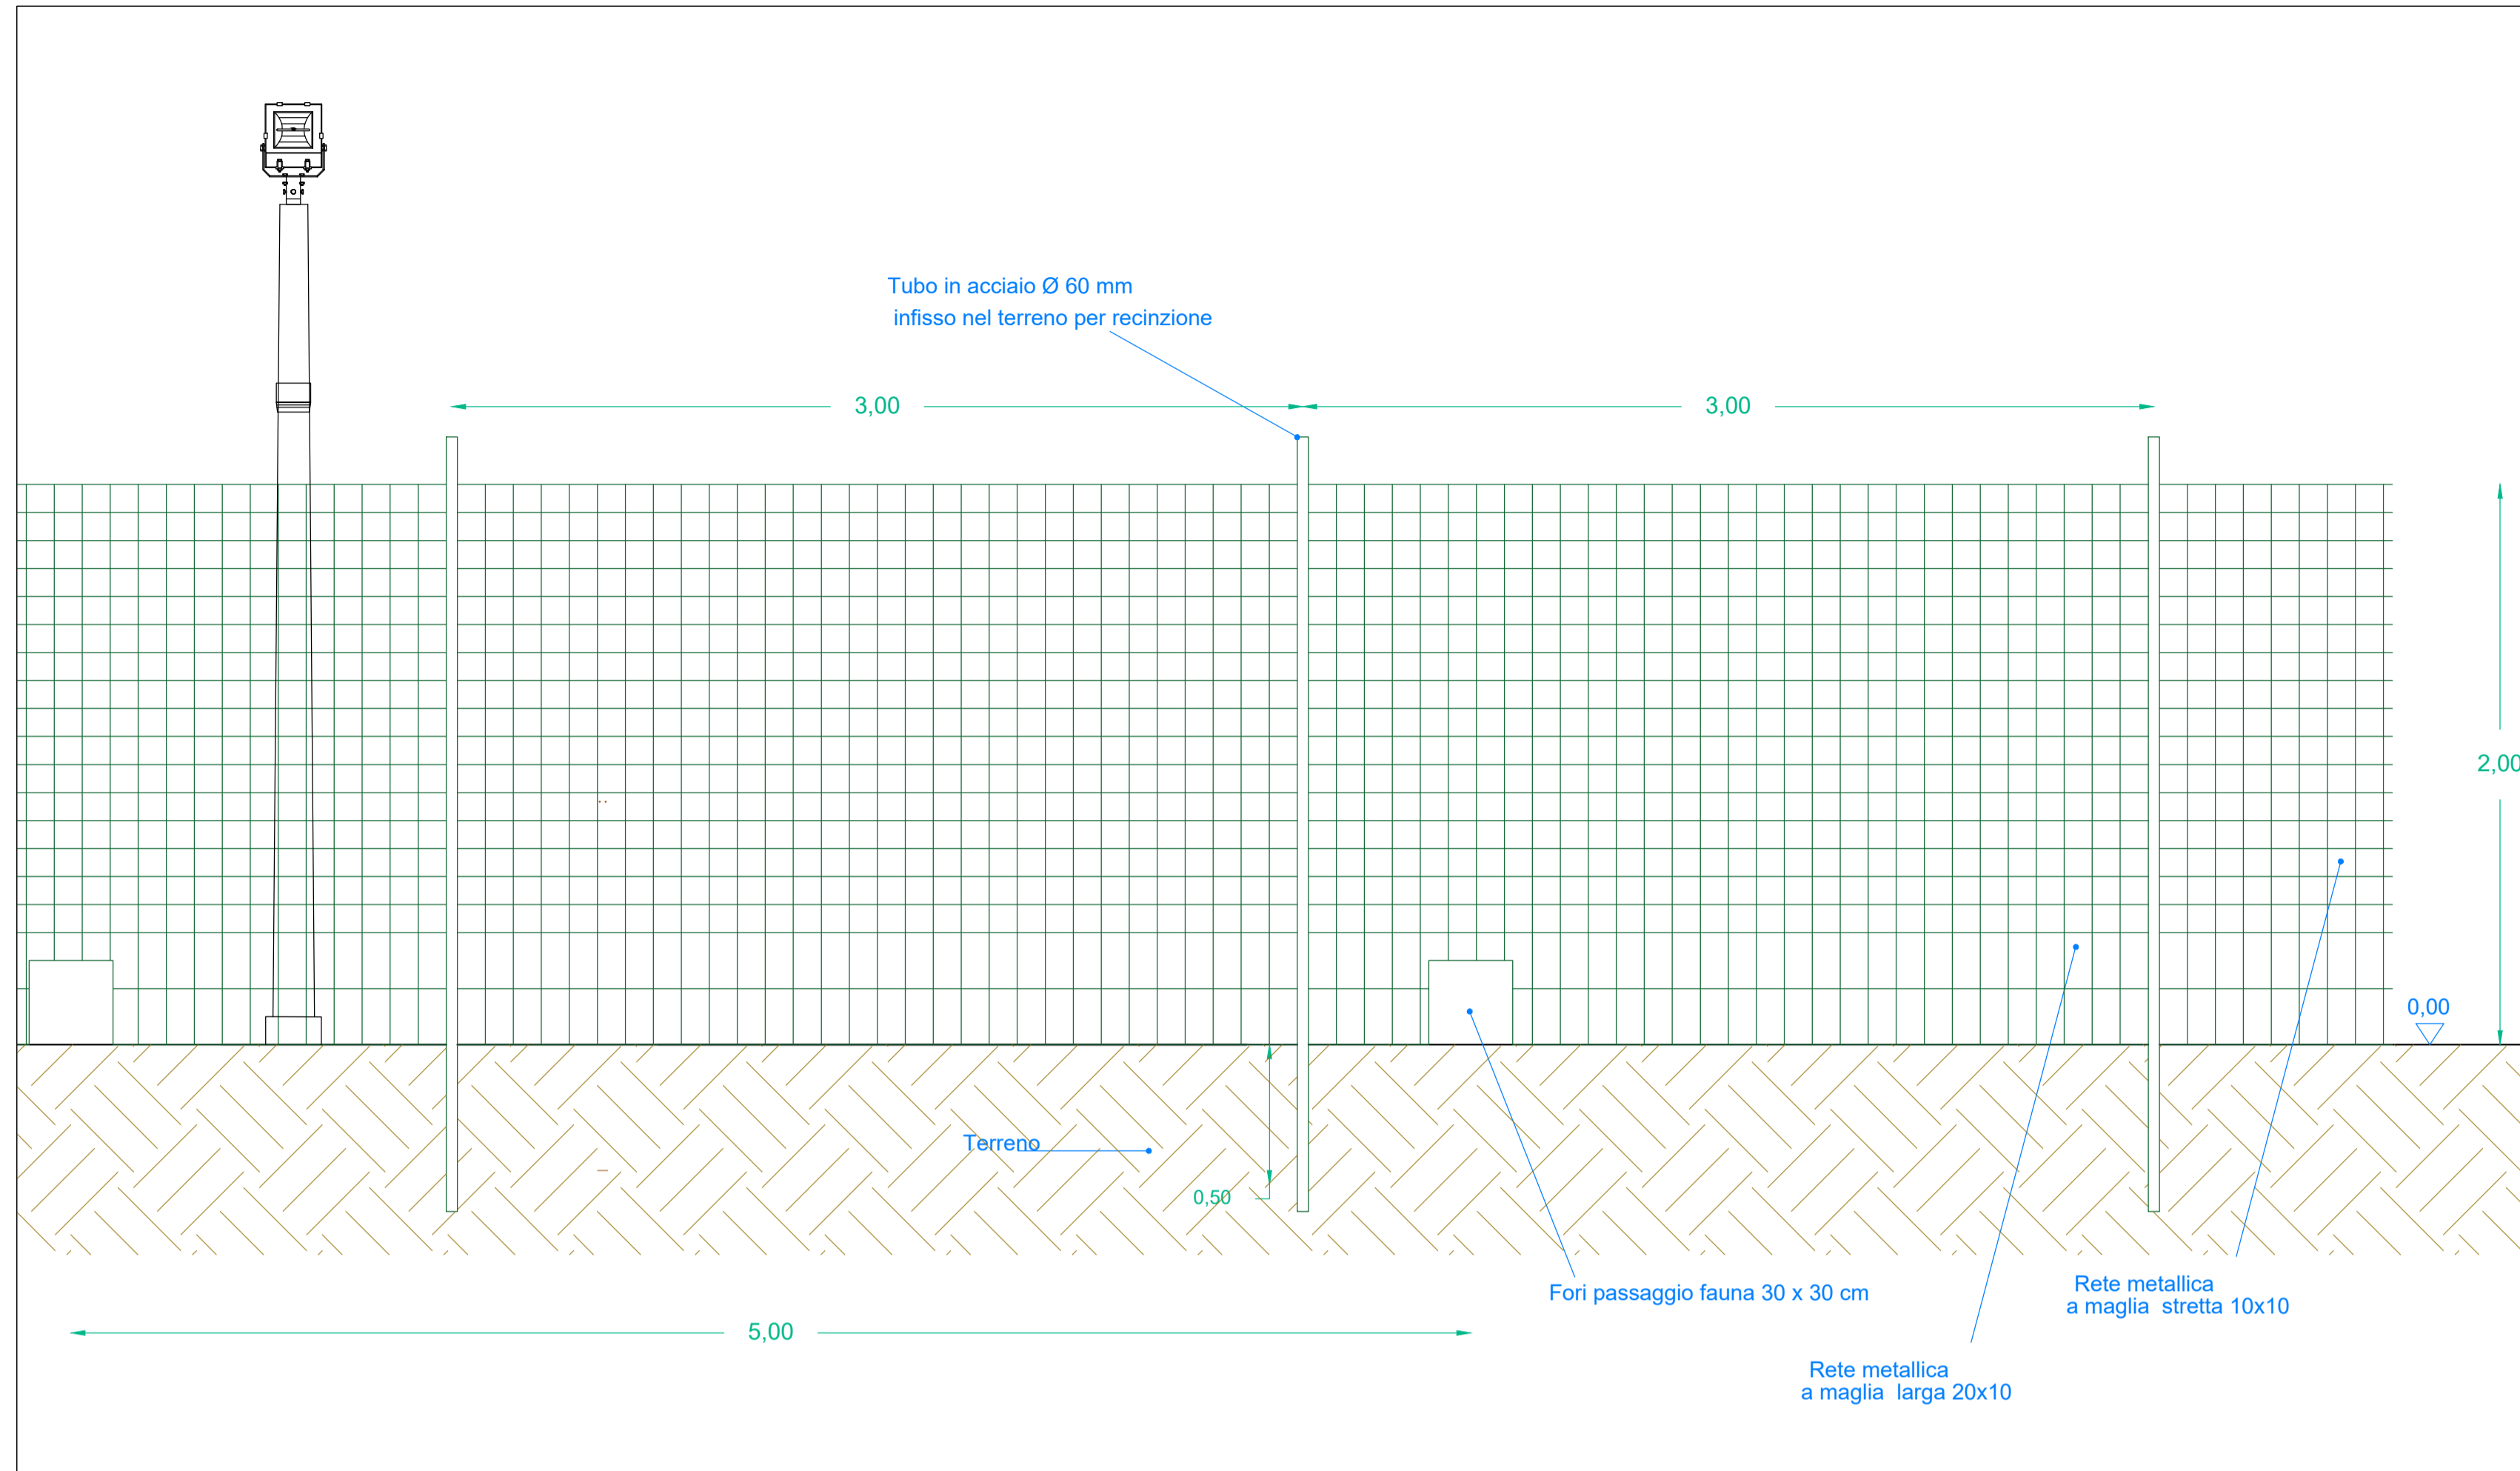 Tubo in acciaio Ø 60 mm
infisso nel terreno per recinzione
3,00
3,00
2,00
0,00
Terreno
0,50
Fori passaggio fauna 30 x 30 cm
Rete metallica
a maglia stretta 10x10
5,00
Rete metallica
a maglia larga 20x10